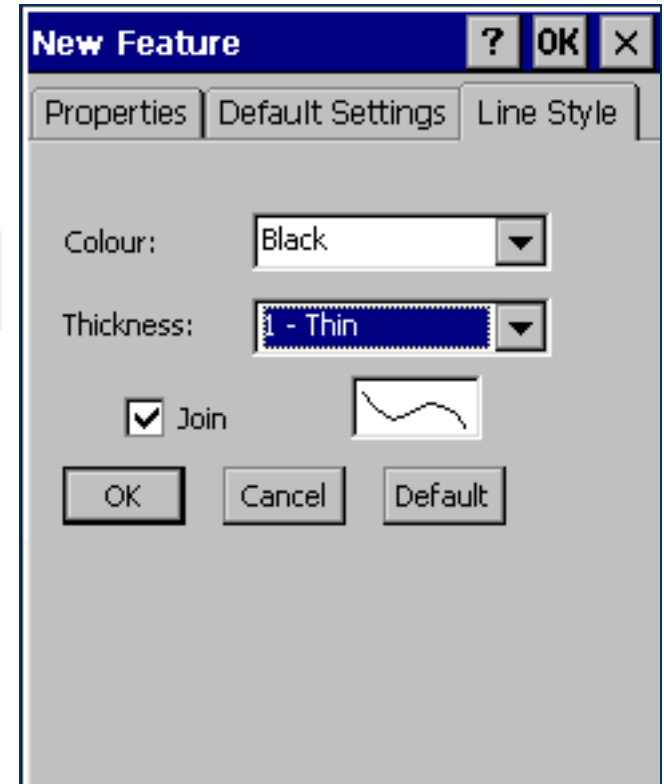 New Feature ? OK ×
Properties Default Settings Line Style
Colour: Black
Thickness: 1 - Thin
Join
OK Cancel Default